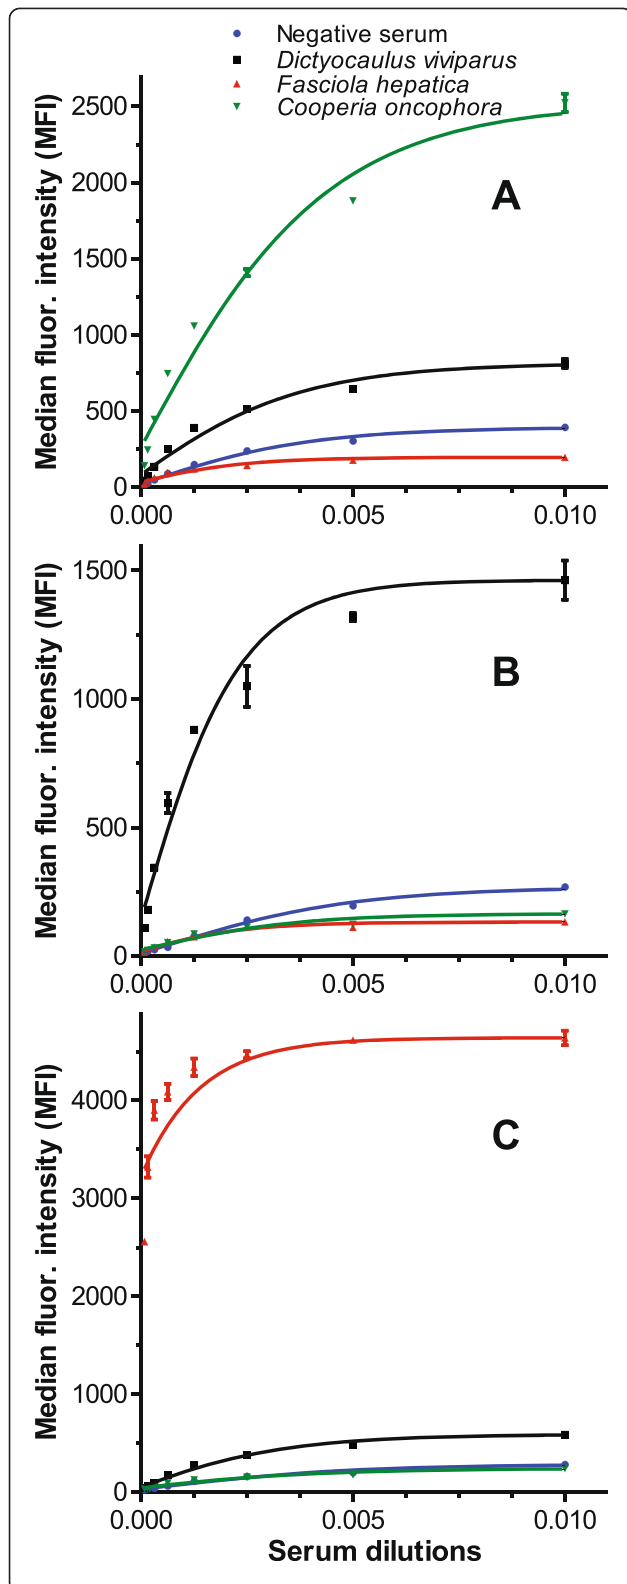 Negative serum
Dictyocaulus viviparus
Fasciola hepatica
Cooperia oncophora
Median fluor. intensity (MFI)
2500
2000
1500
1000
500
0
A
0.000 0.005 0.010
Median fluor. intensity (MFI)
1500
1000
500
0
B
0.000 0.005 0.010
Median fluor. intensity (MFI)
4000
3000
2000
1000
0
C
0.000 0.005 0.010
Serum dilutions